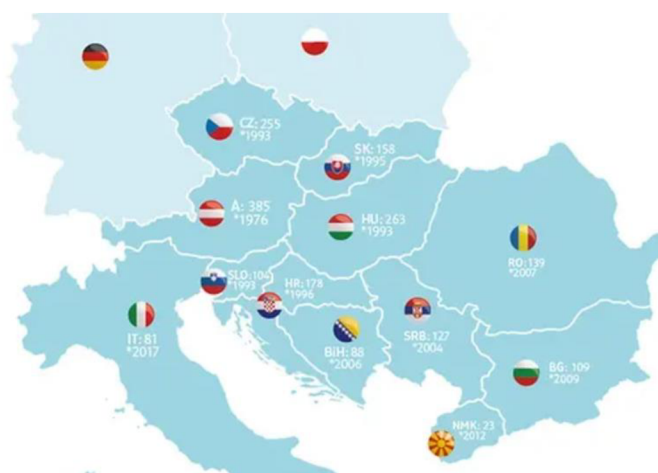 CZ: 255
*1993
SK: 158
*1995
A: 385
*1976
HU: 263
*1993
RO: 139
*2007
SLO: 104
*1993
HR: 178
*1996
IT: 81
*2017
BiH: 88
*2006
SRB: 127
*2004
BG: 109
*2009
NMK: 23
*2012